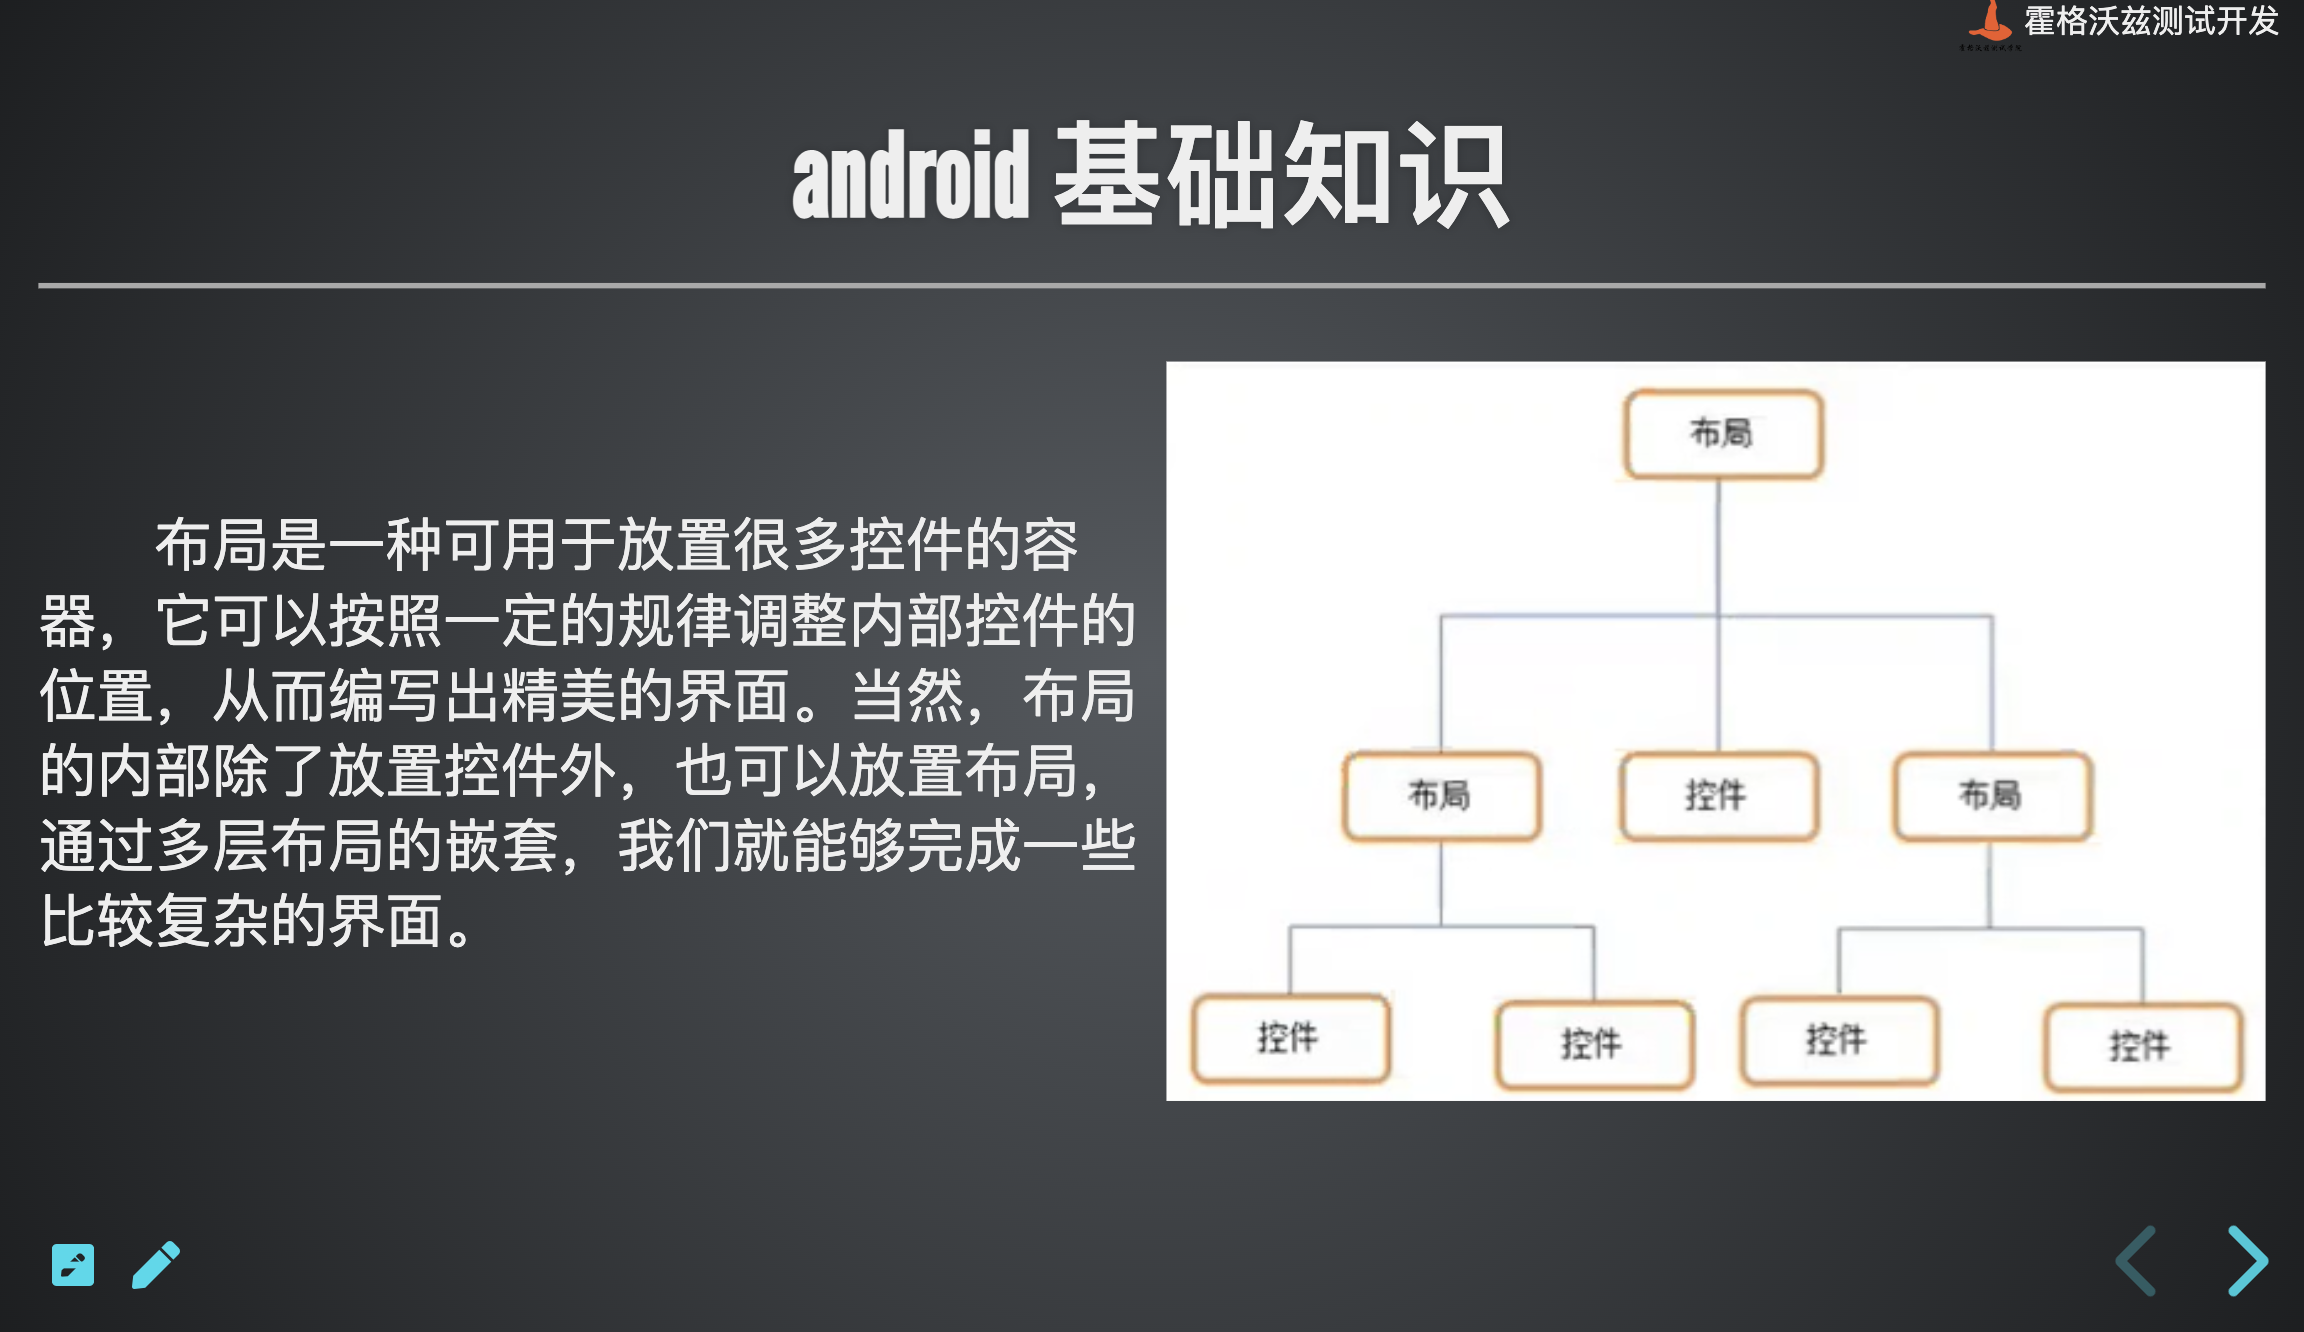 霍格沃兹测试开发
android 基础知识
布局是一种可用于放置很多控件的容
器，它可以按照一定的规律调整内部控件的
位置，从而编写出精美的界面。当然，布局
的内部除了放置控件外，也可以放置布局，
通过多层布局的嵌套，我们就能够完成一些
比较复杂的界面。
布局
布局
控件
布局
控件
控件
控件
控件